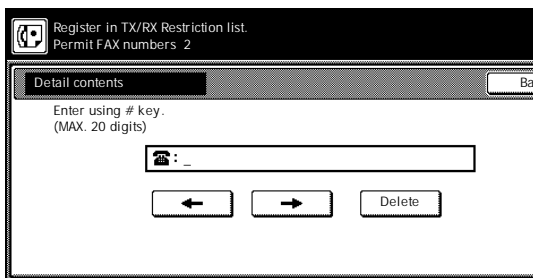 Register in TX/RX Restriction list.
Permit FAX numbers 2
Detail contents
Enter using # key.
(MAX. 20 digits)
☎: _
Delete